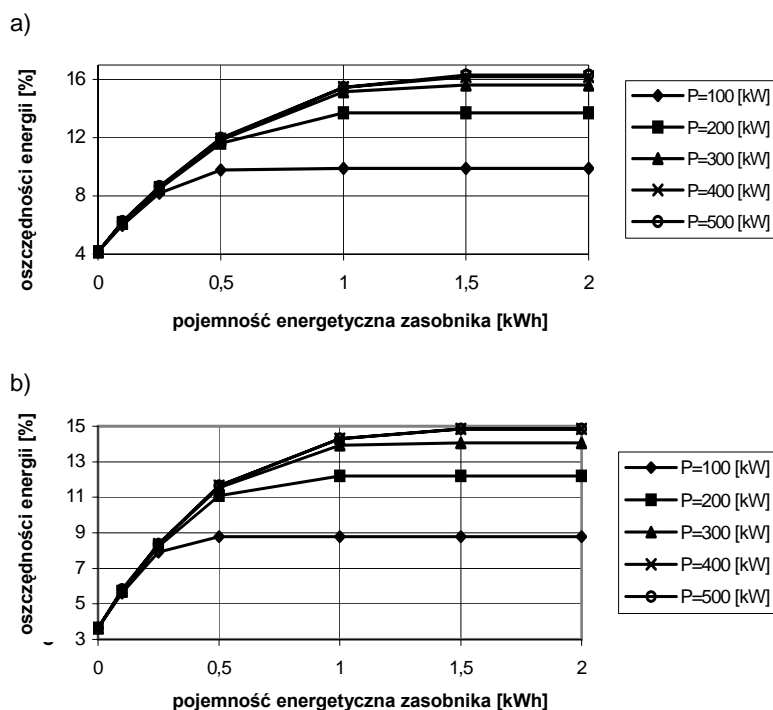 a)
oszczędności energii [%]
16
12
8
4
0
0,5
1
1,5
2
pojemność energetyczna zasobnika [kWh]
P=100 [kW]
P=200 [kW]
P=300 [kW]
P=400 [kW]
P=500 [kW]
b)
oszczędności energii [%]
15
13
11
9
7
5
3
0
0,5
1
1,5
2
pojemność energetyczna zasobnika [kWh]
P=100 [kW]
P=200 [kW]
P=300 [kW]
P=400 [kW]
P=500 [kW]